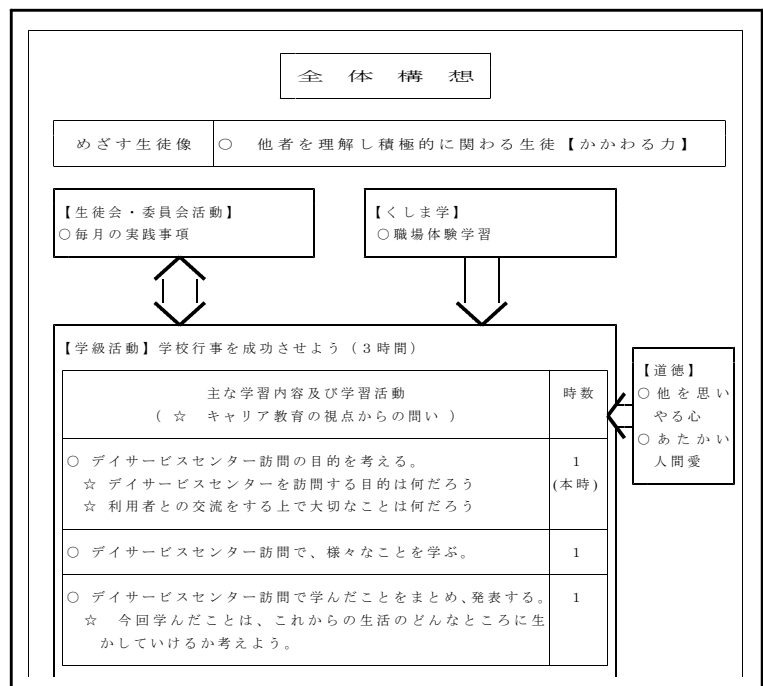 全体構想
めざす生徒像
○ 他者を理解し積極的に関わる生徒【かかわる力】
【生徒会・委員会活動】
○毎月の実践事項
【くしま学】
○職場体験学習
【学級活動】学校行事を成功させよう（３時間）
主な学習内容及び学習活動
（ ☆ キャリア教育の視点からの問い ）
時数
○ デイサービスセンター訪問の目的を考える。
☆ デイサービスセンターを訪問する目的は何だろう
☆ 利用者との交流をする上で大切なことは何だろう
1
(本時)
○ デイサービスセンター訪問で、様々なことを学ぶ。
1
○ デイサービスセンター訪問で学んだことをまとめ、発表する。
☆ 今回学んだことは、これからの生活のどんなところに生
かしていけるか考えよう。
1
【道徳】
○他を思い
やる心
○あたかい
人間愛